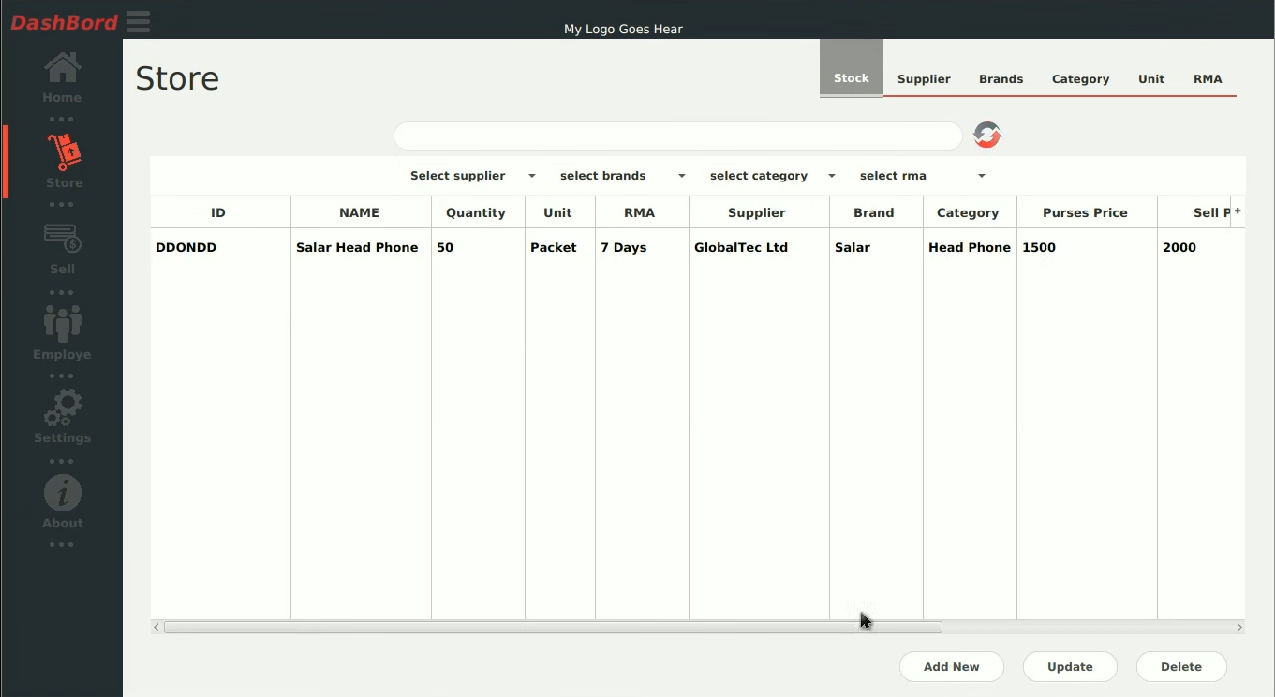 DashBord
My Logo Goes Hear
Home
Store
Sell
Employe
Settings
About
Store
Stock Supplier Brands Category Unit RMA
Select supplier select brands select category select rma
ID NAME Quantity Unit RMA Supplier Brand Category Purses Price Sell P +
DDONDD Salar Head Phone 50 Packet 7 Days GlobalTec Ltd Salar Head Phone 1500 2000
Add New Update Delete